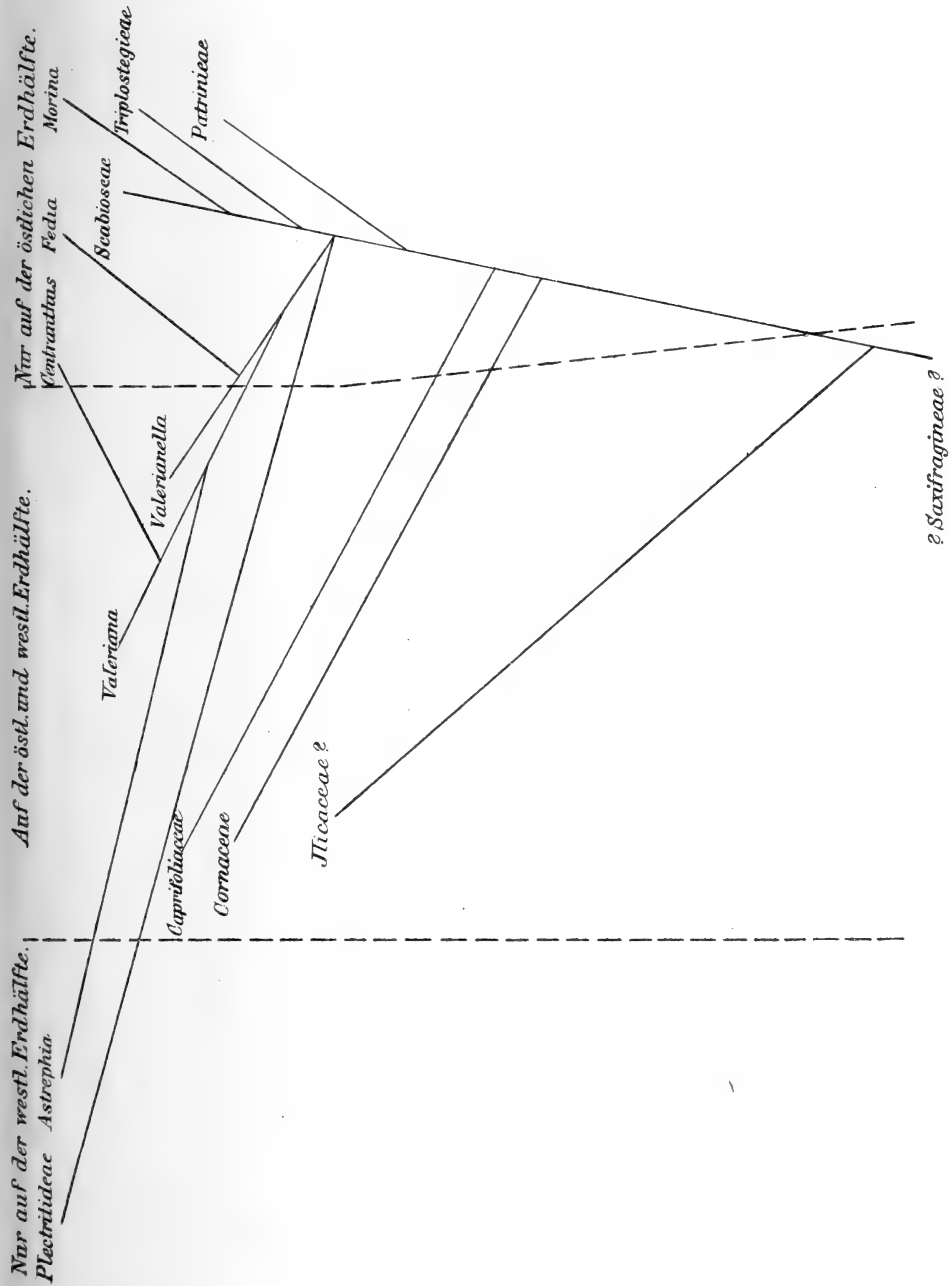 Nur auf der westl. Erdhälfte.
Auf der östl. und westl. Erdhälfte.
Nur auf der östlichen Erdhälfte.
Plectritideae
Astrephia
Centranthus
Fedia
Morina
Valeriana
Valerianella
Scabioseae
Triplostegieae
Patrinieae
Caprifoliaceae
Cornaceae
Ilicaceae ?
? Saxifragineae ?